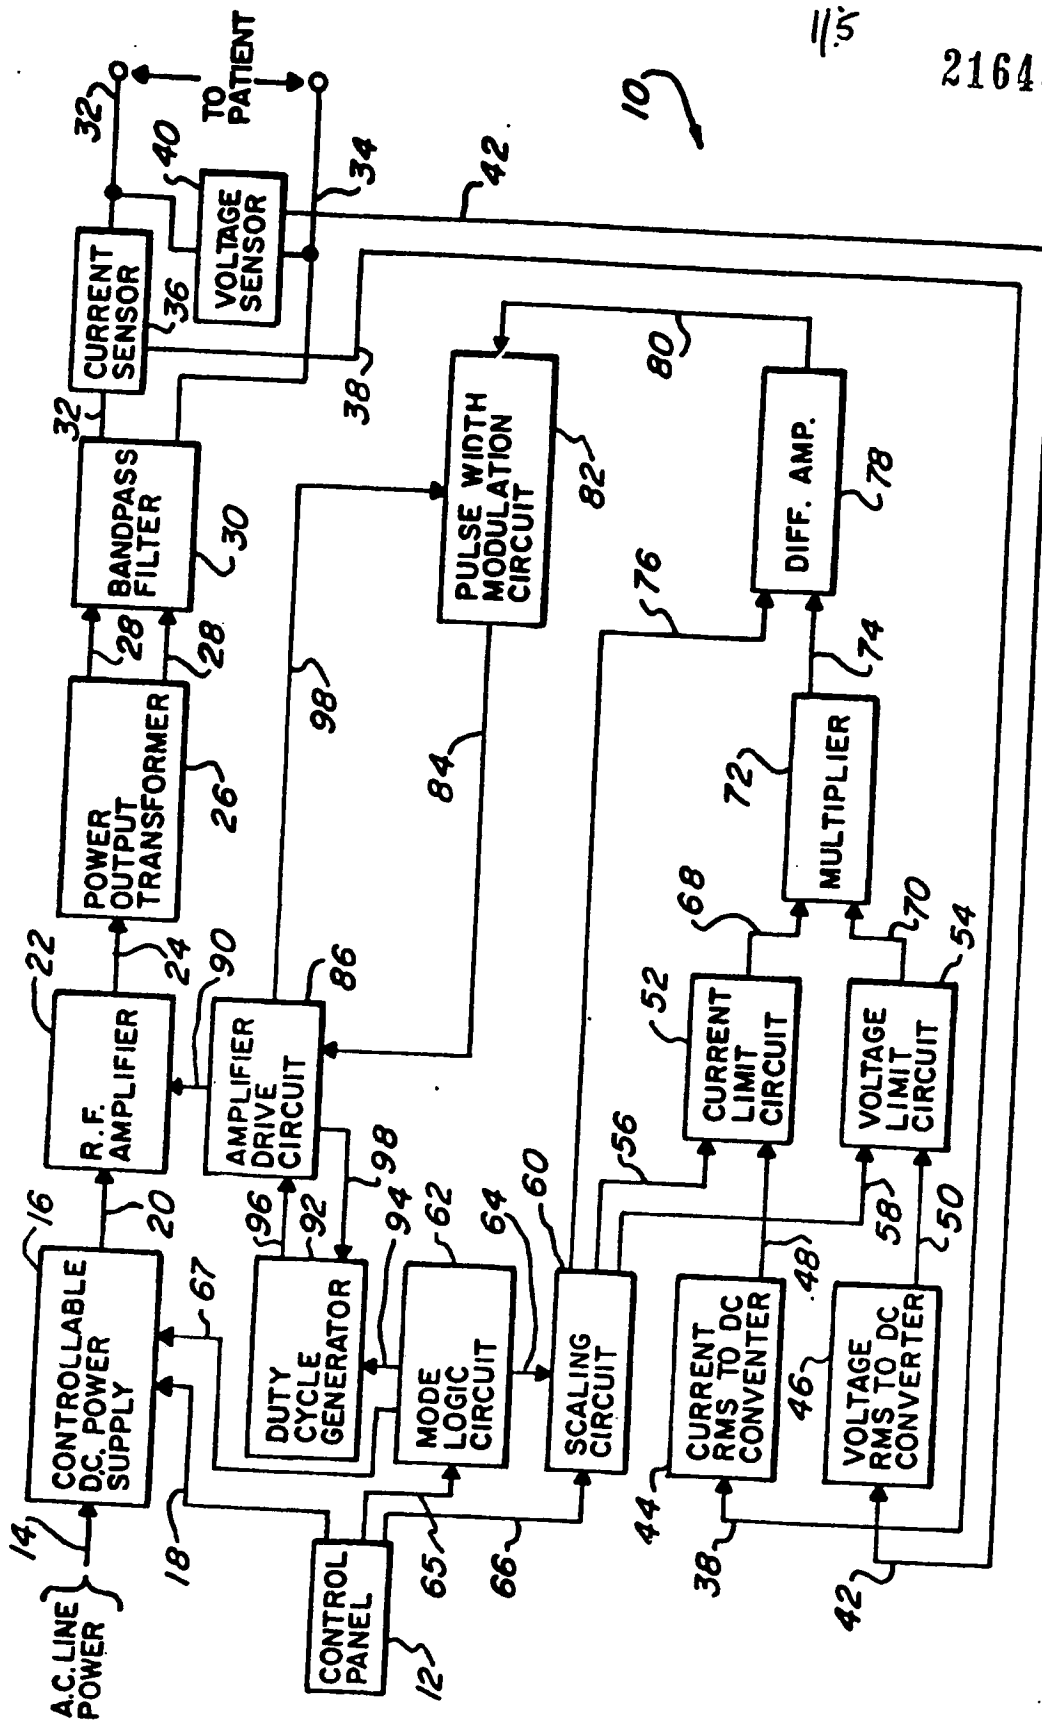 1/5
2164
10
A.C. LINE
POWER
14
16
CONTROLLABLE
D.C. POWER
SUPPLY
18
20
67
22
R.F.
AMPLIFIER
24
90
POWER
OUTPUT
TRANSFORMER
26
28
28
BANDPASS
FILTER
30
32
CURRENT
SENSOR
36
32
TO
PATIENT
40
VOLTAGE
SENSOR
34
38
42
CONTROL
PANEL
12
65
66
DUTY
CYCLE
GENERATOR
92
96
98
94
AMPLIFIER
DRIVE
CIRCUIT
86
98
84
PULSE WIDTH
MODULATION
CIRCUIT
82
80
MODE
LOGIC
CIRCUIT
62
64
SCALING
CIRCUIT
60
56
58
76
44
CURRENT
RMS TO DC
CONVENTER
48
38
46
VOLTAGE
RMS TO DC
CONVERTER
50
42
52
CURRENT
LIMIT
CIRCUIT
68
VOLTAGE
LIMIT
CIRCUIT
54
70
72
MULTIPLIER
74
DIFF. AMP.
78